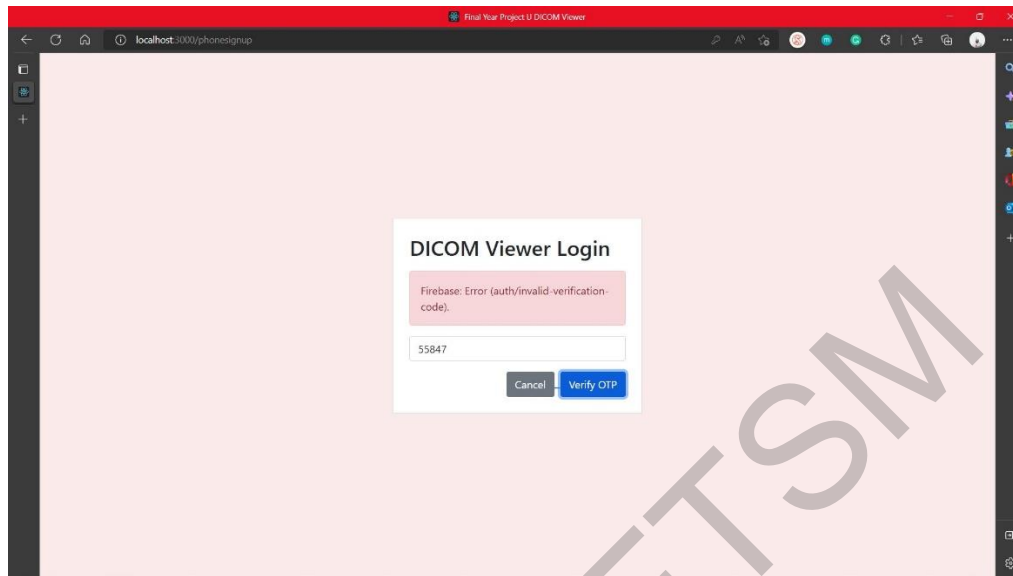 Final Year Project U DICOM Viewer
localhost:3000/phonesignup
DICOM Viewer Login
Firebase: Error (auth/invalid-verification-
code).
55847
Cancel
Verify OTP